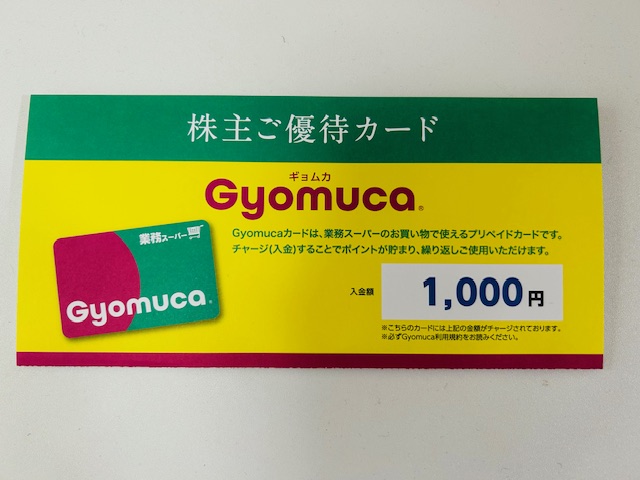 株主ご優待カード
ギョムカ
Gyomuca®
Gyomucaカードは、業務スーパーのお買い物で使えるプリペイドカードです。
チャージ(入金)することでポイントが貯まり、繰り返しご使用いただけます。
業務スーパー
Gyomuca®
入金額 1,000円
※こちらのカードには上記の金額がチャージされております。
※必ずGyomuca利用規約をお読みください。